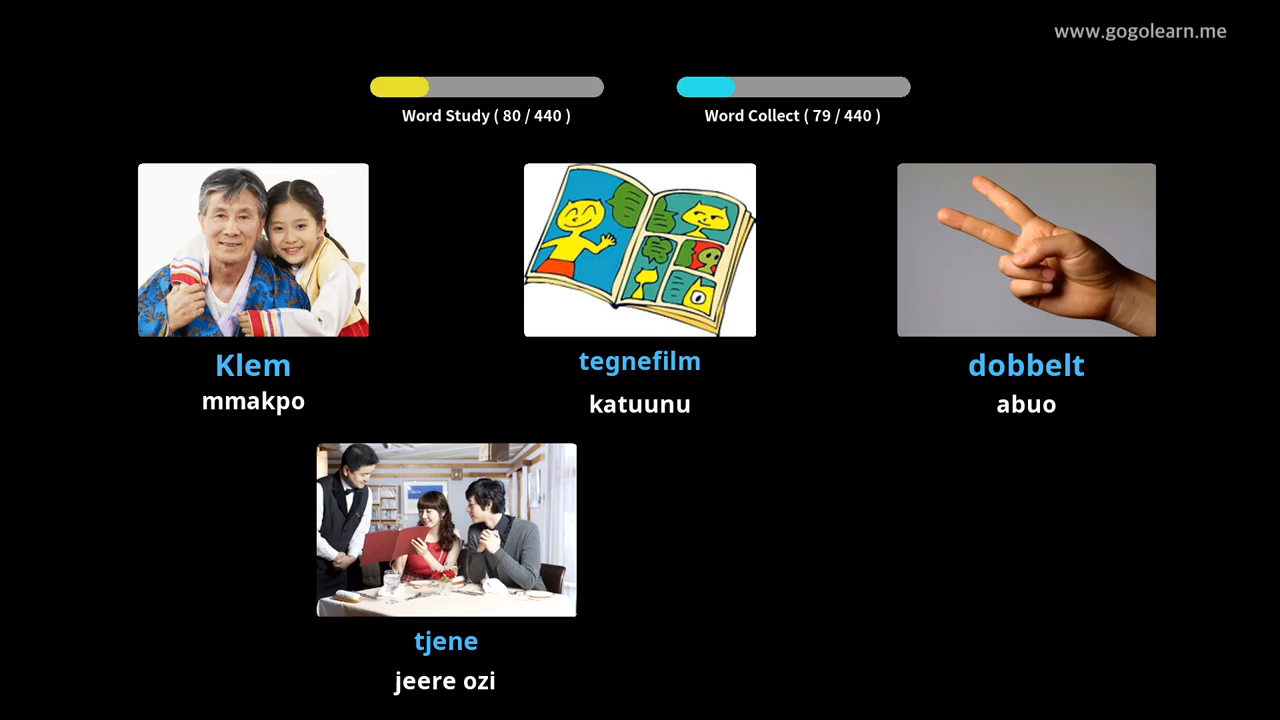 www.gogolearn.me
Word Study ( 80 / 440 )
Word Collect ( 79 / 440 )
Klem
mmakpo
tegnefilm
katuunu
dobbelt
abuo
tjene
jeere ozi